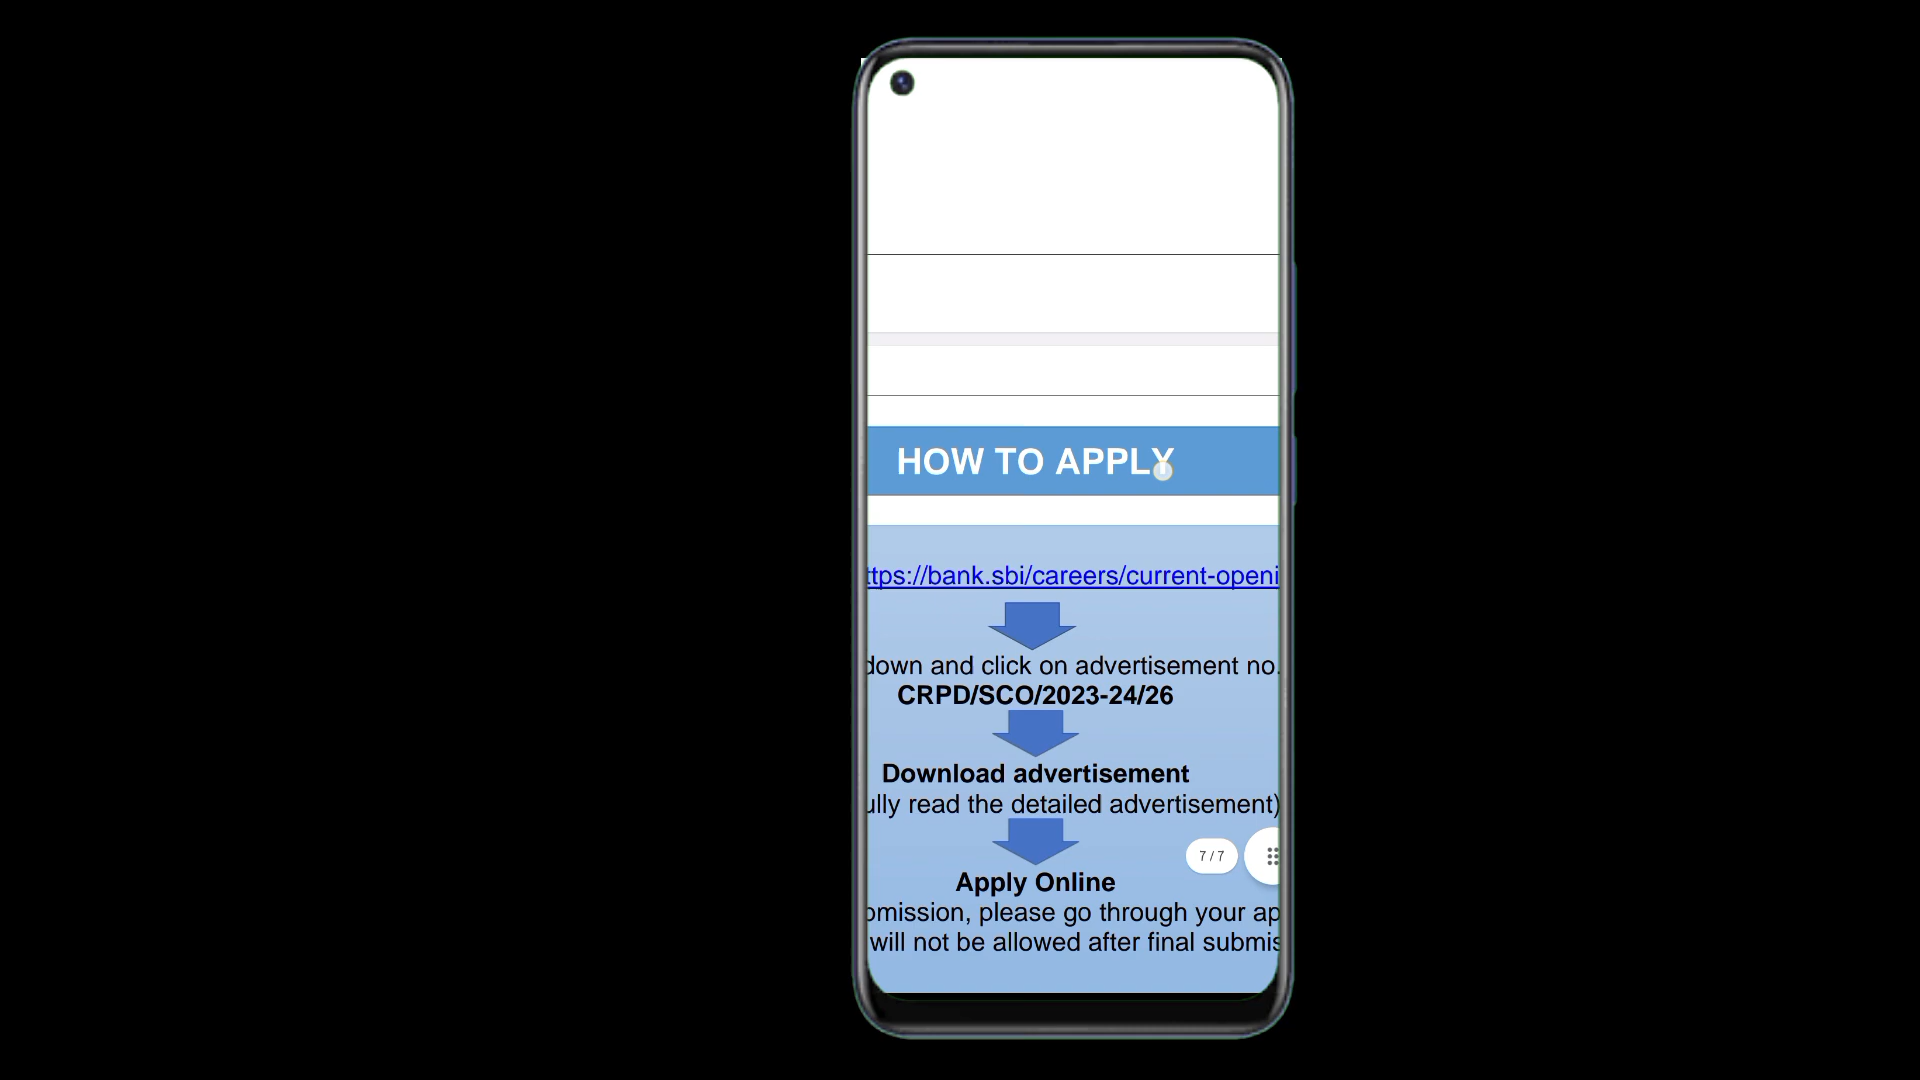 HOW TO APPLY
ttps://bank.sbi/careers/current-openi
down and click on advertisement no.
CRPD/SCO/2023-24/26
Download advertisement
ully read the detailed advertisement)
7 / 7
Apply Online
omission, please go through your ap
will not be allowed after final submis